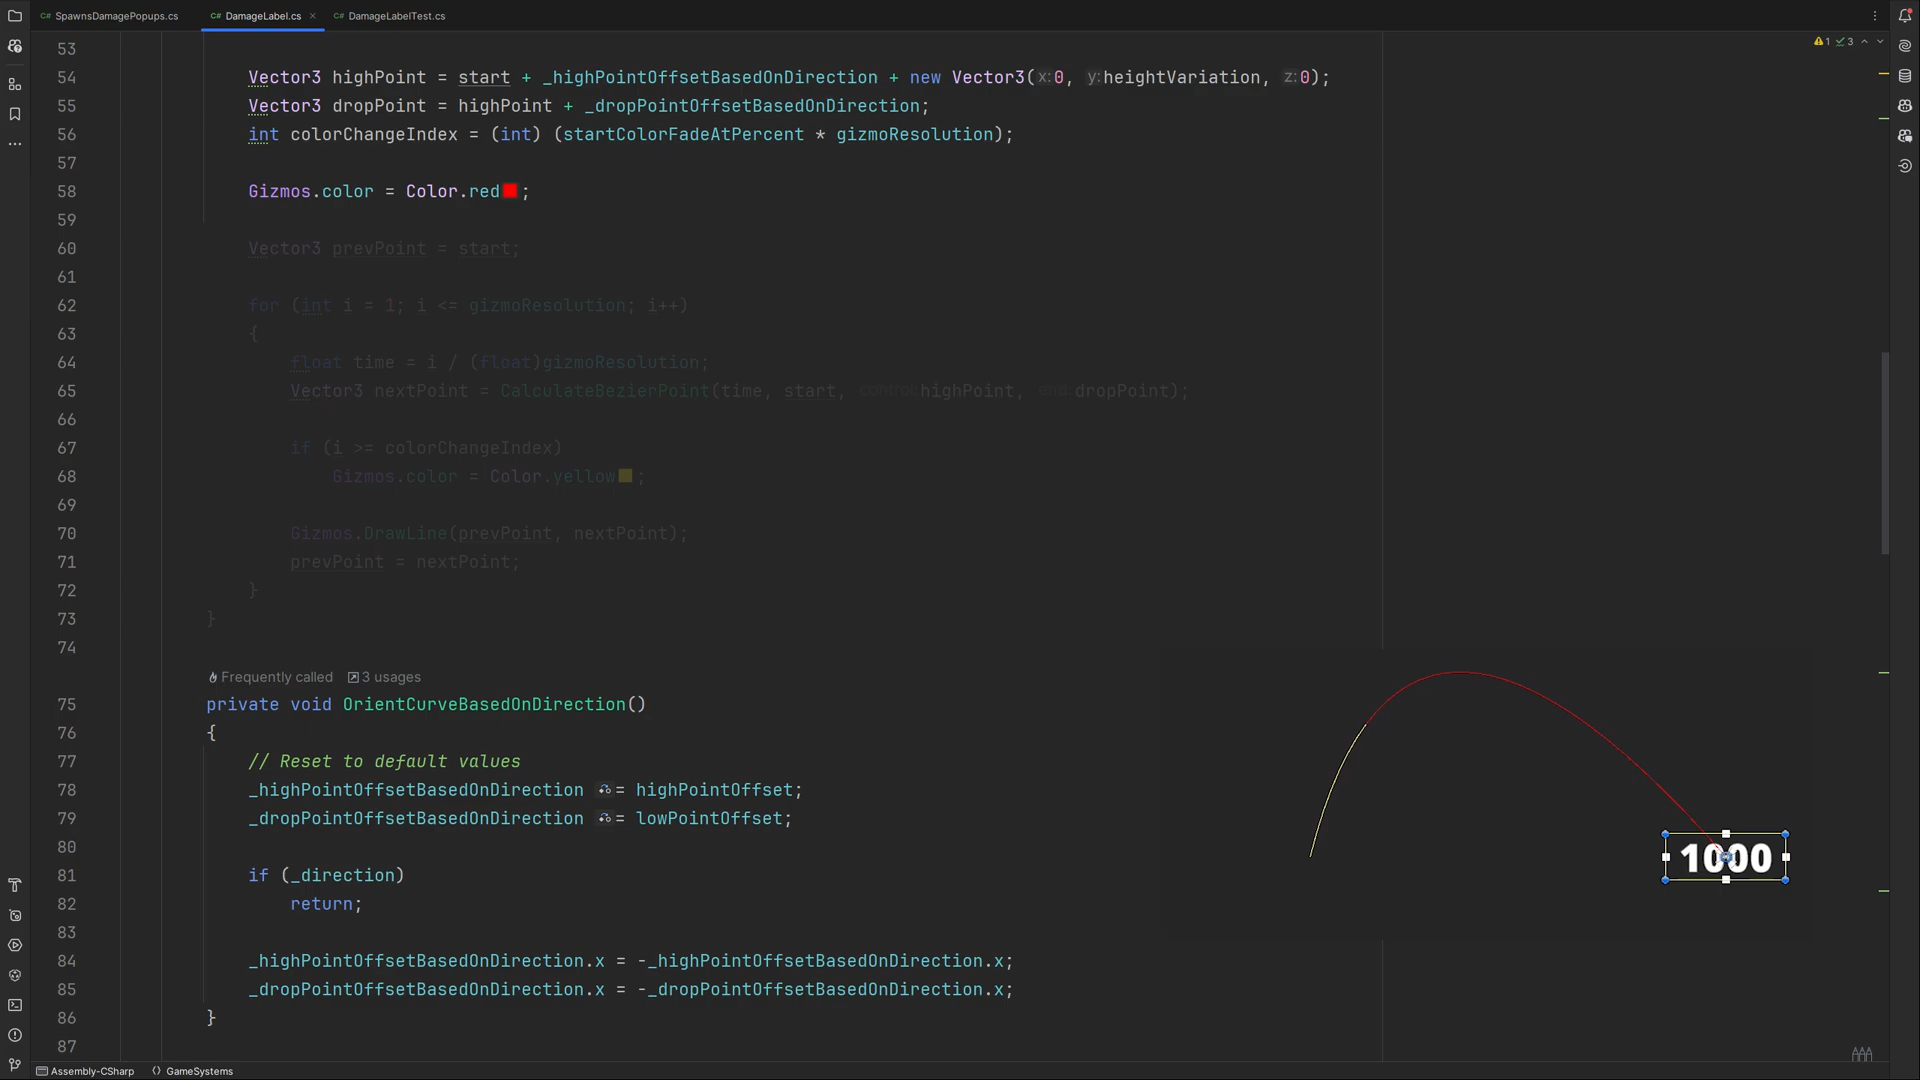 SpawnsDamagePopups.cs
DamageLabel.cs
DamageLabelTest.cs
1 3
53
54 Vector3 highPoint = start + _highPointOffsetBasedOnDirection + new Vector3(x:0, y:heightVariation, z:0);
55 Vector3 dropPoint = highPoint + _dropPointOffsetBasedOnDirection;
56 int colorChangeIndex = (int) (startColorFadeAtPercent * gizmoResolution);
57
58 Gizmos.color = Color.red;
59
60 Vector3 prevPoint = start;
61
62 for (int i = 1; i <= gizmoResolution; i++)
63 {
64 float time = i / (float)gizmoResolution;
65 Vector3 nextPoint = CalculateBezierPoint(time, start, control:highPoint, end:dropPoint);
66
67 if (i >= colorChangeIndex)
68 Gizmos.color = Color.yellow;
69
70 Gizmos.DrawLine(prevPoint, nextPoint);
71 prevPoint = nextPoint;
72 }
73 }
74
Frequently called 3 usages
75 private void OrientCurveBasedOnDirection()
76 {
77 // Reset to default values
78 _highPointOffsetBasedOnDirection = highPointOffset;
79 _dropPointOffsetBasedOnDirection = lowPointOffset;
80
81 if (_direction)
82 return;
83
84 _highPointOffsetBasedOnDirection.x = -_highPointOffsetBasedOnDirection.x;
85 _dropPointOffsetBasedOnDirection.x = -_dropPointOffsetBasedOnDirection.x;
86 }
87
1000
Assembly-CSharp
GameSystems